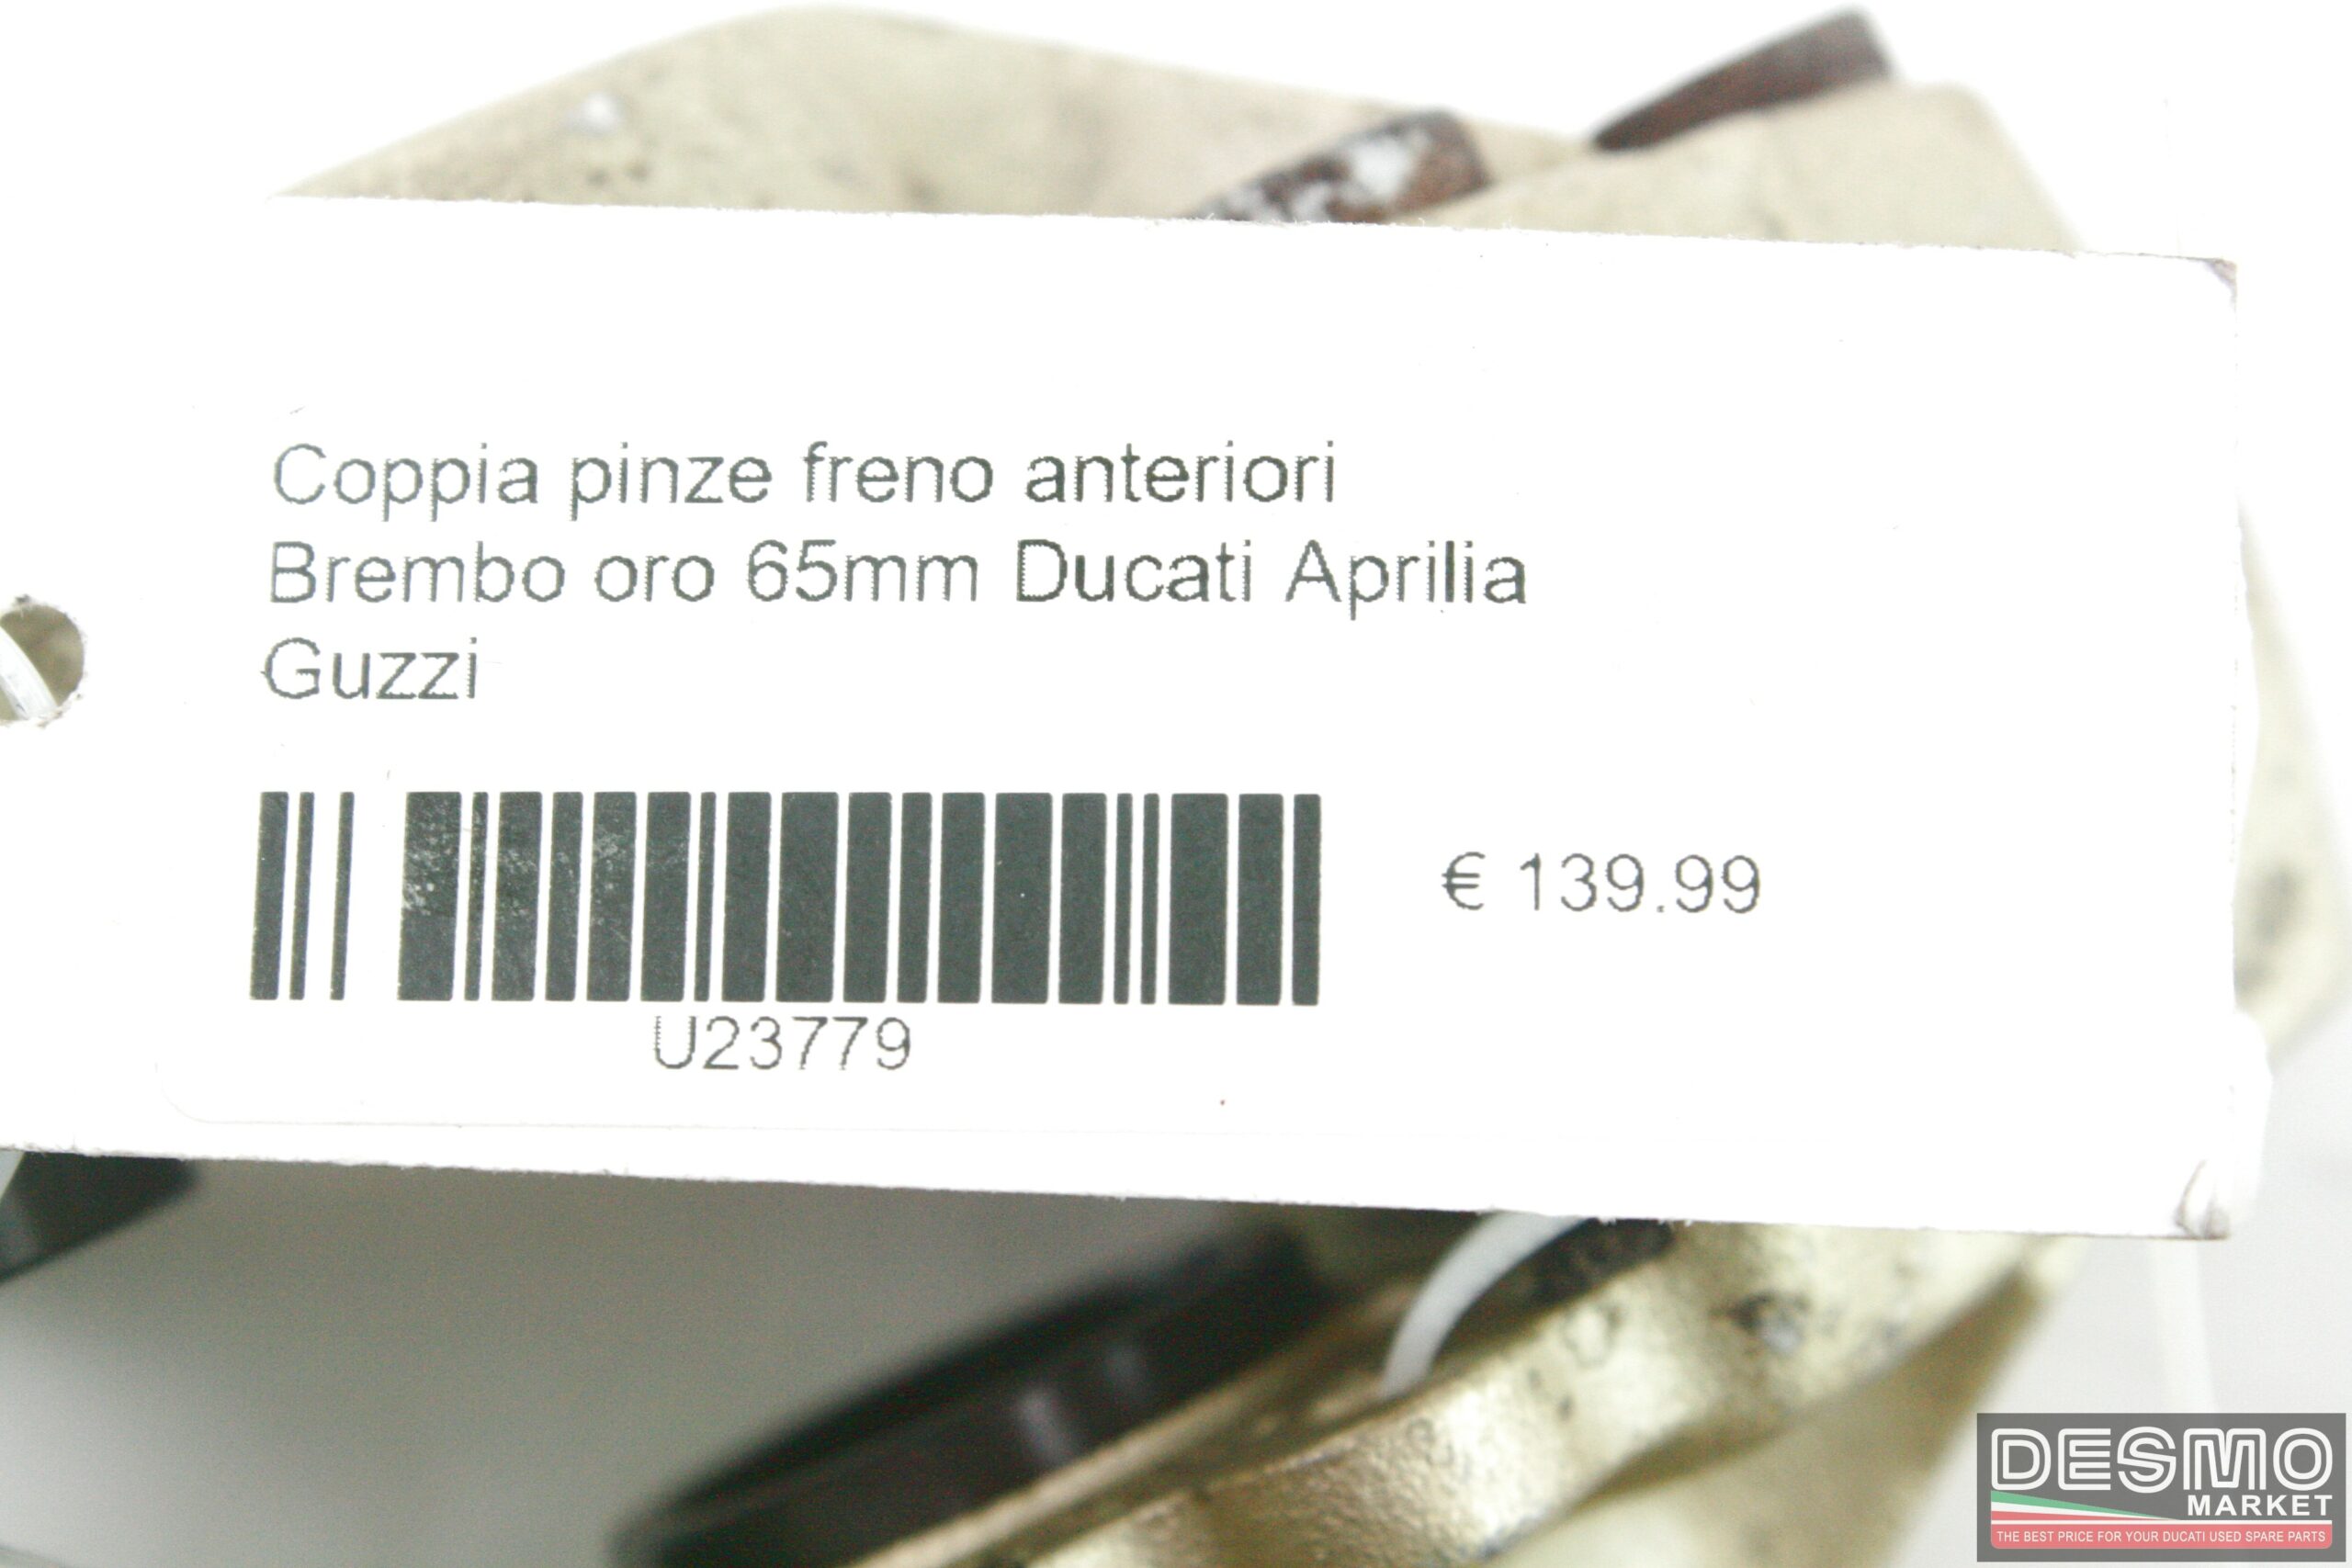 Coppia pinze freno anteriori
Brembo oro 65mm Ducati Aprilia
Guzzi
€ 139.99
U23779
DESMO
MARKET
THE BEST PRICE FOR YOUR DUCATI USED SPARE PARTS